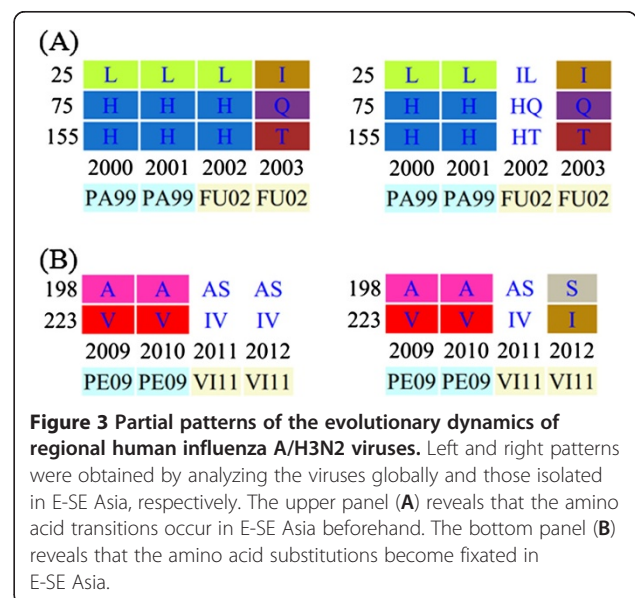 (A)
25 L L L I 25 L L IL I
75 H H H Q 75 H H HQ Q
155 H H H T 155 H H HT T
2000 2001 2002 2003 2000 2001 2002 2003
PA99 PA99 FU02 FU02 PA99 PA99 FU02 FU02
(B)
198 A A AS AS 198 A A AS S
223 V V IV IV 223 V V IV I
2009 2010 2011 2012 2009 2010 2011 2012
PE09 PE09 VI11 VI11 PE09 PE09 VI11 VI11
Figure 3 Partial patterns of the evolutionary dynamics of
regional human influenza A/H3N2 viruses. Left and right patterns
were obtained by analyzing the viruses globally and those isolated
in E-SE Asia, respectively. The upper panel (A) reveals that the amino
acid transitions occur in E-SE Asia beforehand. The bottom panel (B)
reveals that the amino acid substitutions become fixated in
E-SE Asia.